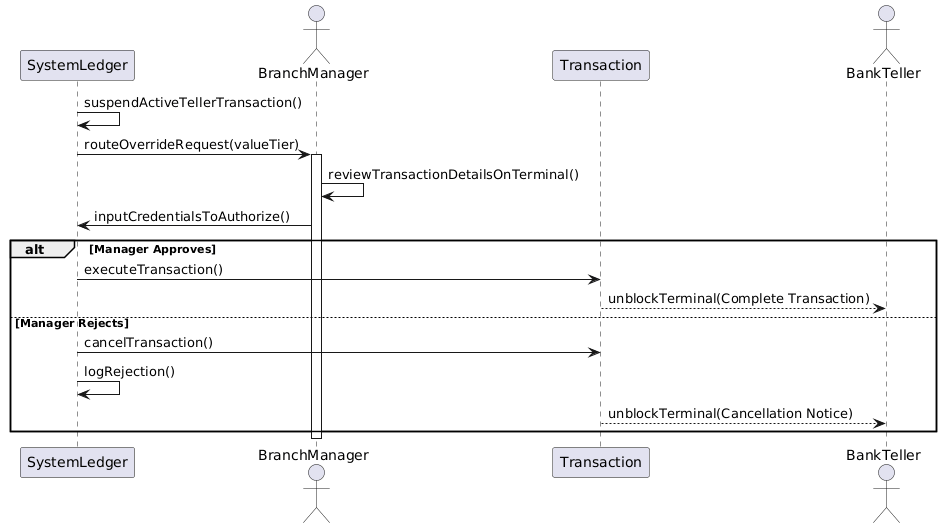 SystemLedger
BranchManager
Transaction
BankTeller
suspendActiveTellerTransaction()
routeOverrideRequest(valueTier)
reviewTransactionDetailsOnTerminal()
inputCredentialsToAuthorize()
alt [Manager Approves]
executeTransaction()
unblockTerminal(Complete Transaction)
[Manager Rejects]
cancelTransaction()
logRejection()
unblockTerminal(Cancellation Notice)
SystemLedger
BranchManager
Transaction
BankTeller